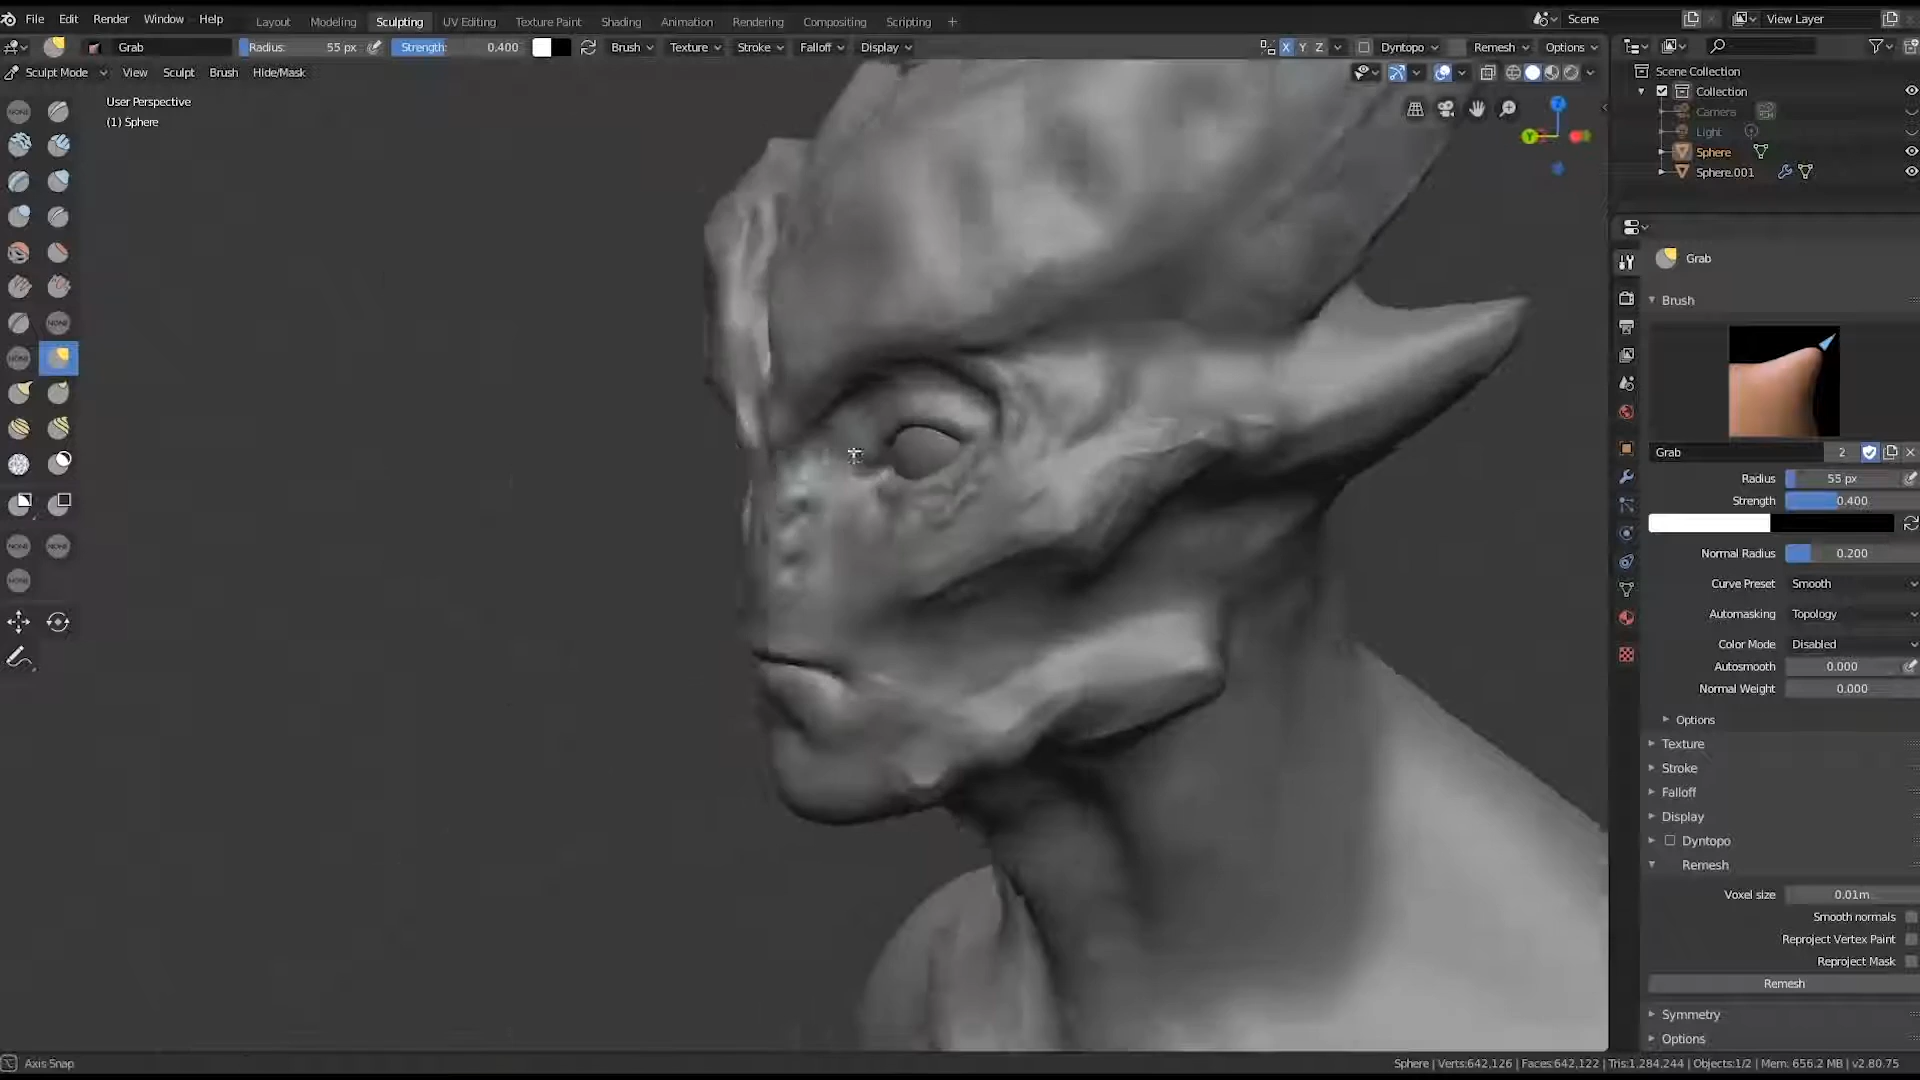 File Edit Render Window Help Layout Modeling Sculpting UV Editing Texture Paint Shading Animation Rendering Compositing Scripting + Scene View Layer
Grab Radius: 55 px Strength: 0.400 Brush Texture Stroke Falloff Display X Y Z Dyntopo Remesh Options
Sculpt Mode View Sculpt Brush Hide/Mask
Scene Collection
Collection
Camera
Light
Sphere
Sphere.001
User Perspective
(1) Sphere
Z
Y
NONE
NONE
NONE
NONE NONE
NONE
Grab
Brush
Grab 2
Radius 55 px
Strength 0.400
Normal Radius 0.200
Curve Preset Smooth
Automasking Topology
Color Mode Disabled
Autosmooth 0.000
Normal Weight 0.000
Options
Texture
Stroke
Falloff
Display
Dyntopo
Remesh
Voxel size 0.01m
Smooth normals
Reproject Vertex Paint
Reproject Mask
Remesh
Symmetry
Options
Axis Snap
Sphere | Verts:642,126 | Faces:642,122 | Tris:1,284,244 | Objects:1/2 | Mem: 656.2 MB | v2.80.75